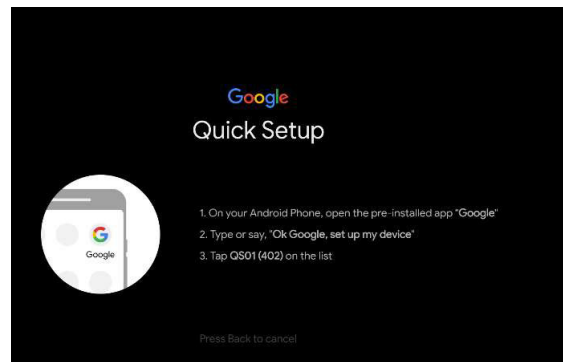 Google
Quick Setup
1. On your Android Phone, open the pre-installed app "Google"
2. Type or say, "Ok Google, set up my device"
3. Tap QS01 (402) on the list
G
Google
Press Back to cancel